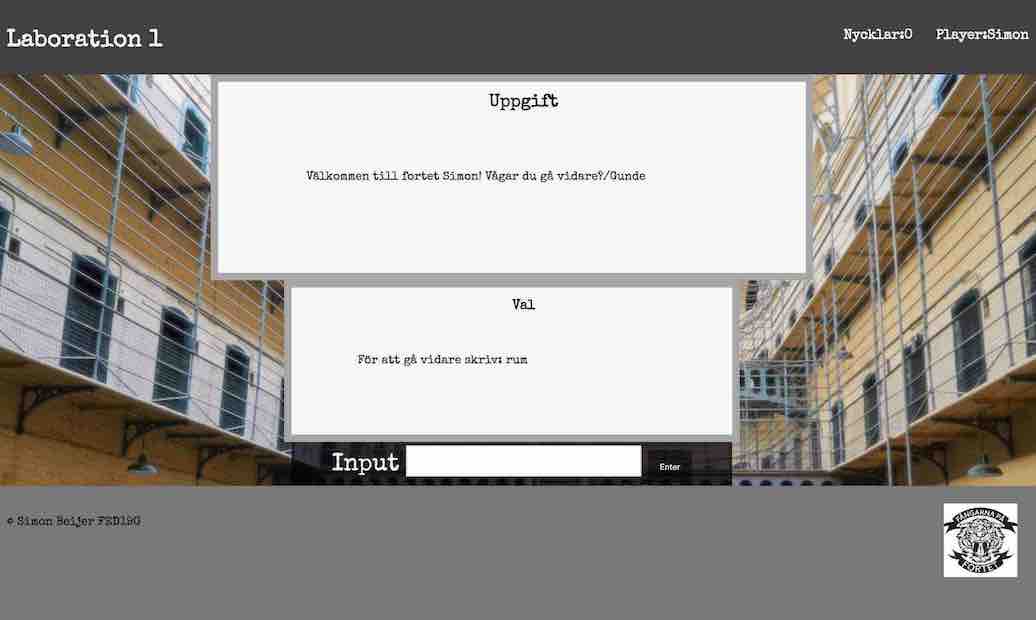 Laboration 1
Nycklar:0 Player:Simon
Uppgift
Välkommen till fortet Simon! Vågar du gå vidare?/Gunde
Val
För att gå vidare skriv: rum
Input Enter
© Simon Beijer FED19G
FÅNGARNA PÅ
FORTET